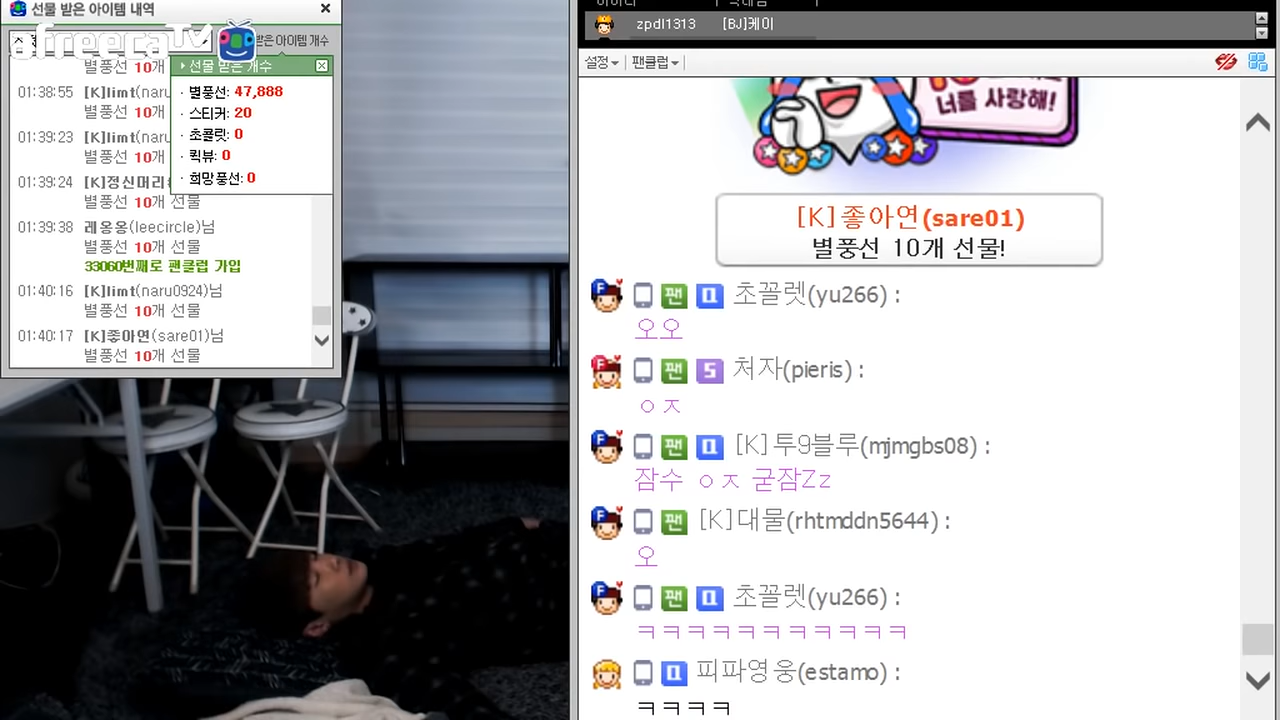 선물 받은 아이템 내역
afreecaTV
받은 아이템 개수
별풍선 10개
선물 받은 개수
01:38:55 [K]limt(naru
별풍선 10개
별풍선: 47,888
스티커: 20
초콜릿: 0
퀵뷰: 0
희망풍선: 0
01:39:23 [K]limt(naru
별풍선 10개
01:39:24 [K]정신머리
별풍선 10개 선물
01:39:38 레옹옹(leecircle)님
별풍선 10개 선물
33060번째로 팬클럽 가입
01:40:16 [K]limt(naru0924)님
별풍선 10개 선물
01:40:17 [K]좋아연(sare01)님
별풍선 10개 선물
zpdl1313 [BJ]케이
설정 팬클럽
너를 사랑해!
[K]좋아연(sare01)
별풍선 10개 선물!
팬 초꼴렛(yu266) :
오오
팬 S 처자(pieris) :
ㅇㅈ
팬 [K]투9블루(mjmgbs08) :
잠수 ㅇㅈ 굳잠Zz
팬 [K]대물(rhtmddn5644) :
오
팬 초꼴렛(yu266) :
ㅋㅋㅋㅋㅋㅋㅋㅋㅋㅋㅋ
피파영웅(estamo) :
ㅋㅋㅋㅋ